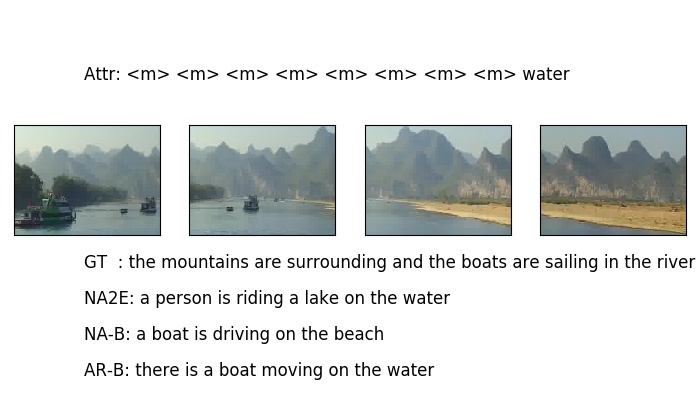 Attr: <m> <m> <m> <m> <m> <m> <m> <m> water
GT : the mountains are surrounding and the boats are sailing in the river
NA2E: a person is riding a lake on the water
NA-B: a boat is driving on the beach
AR-B: there is a boat moving on the water